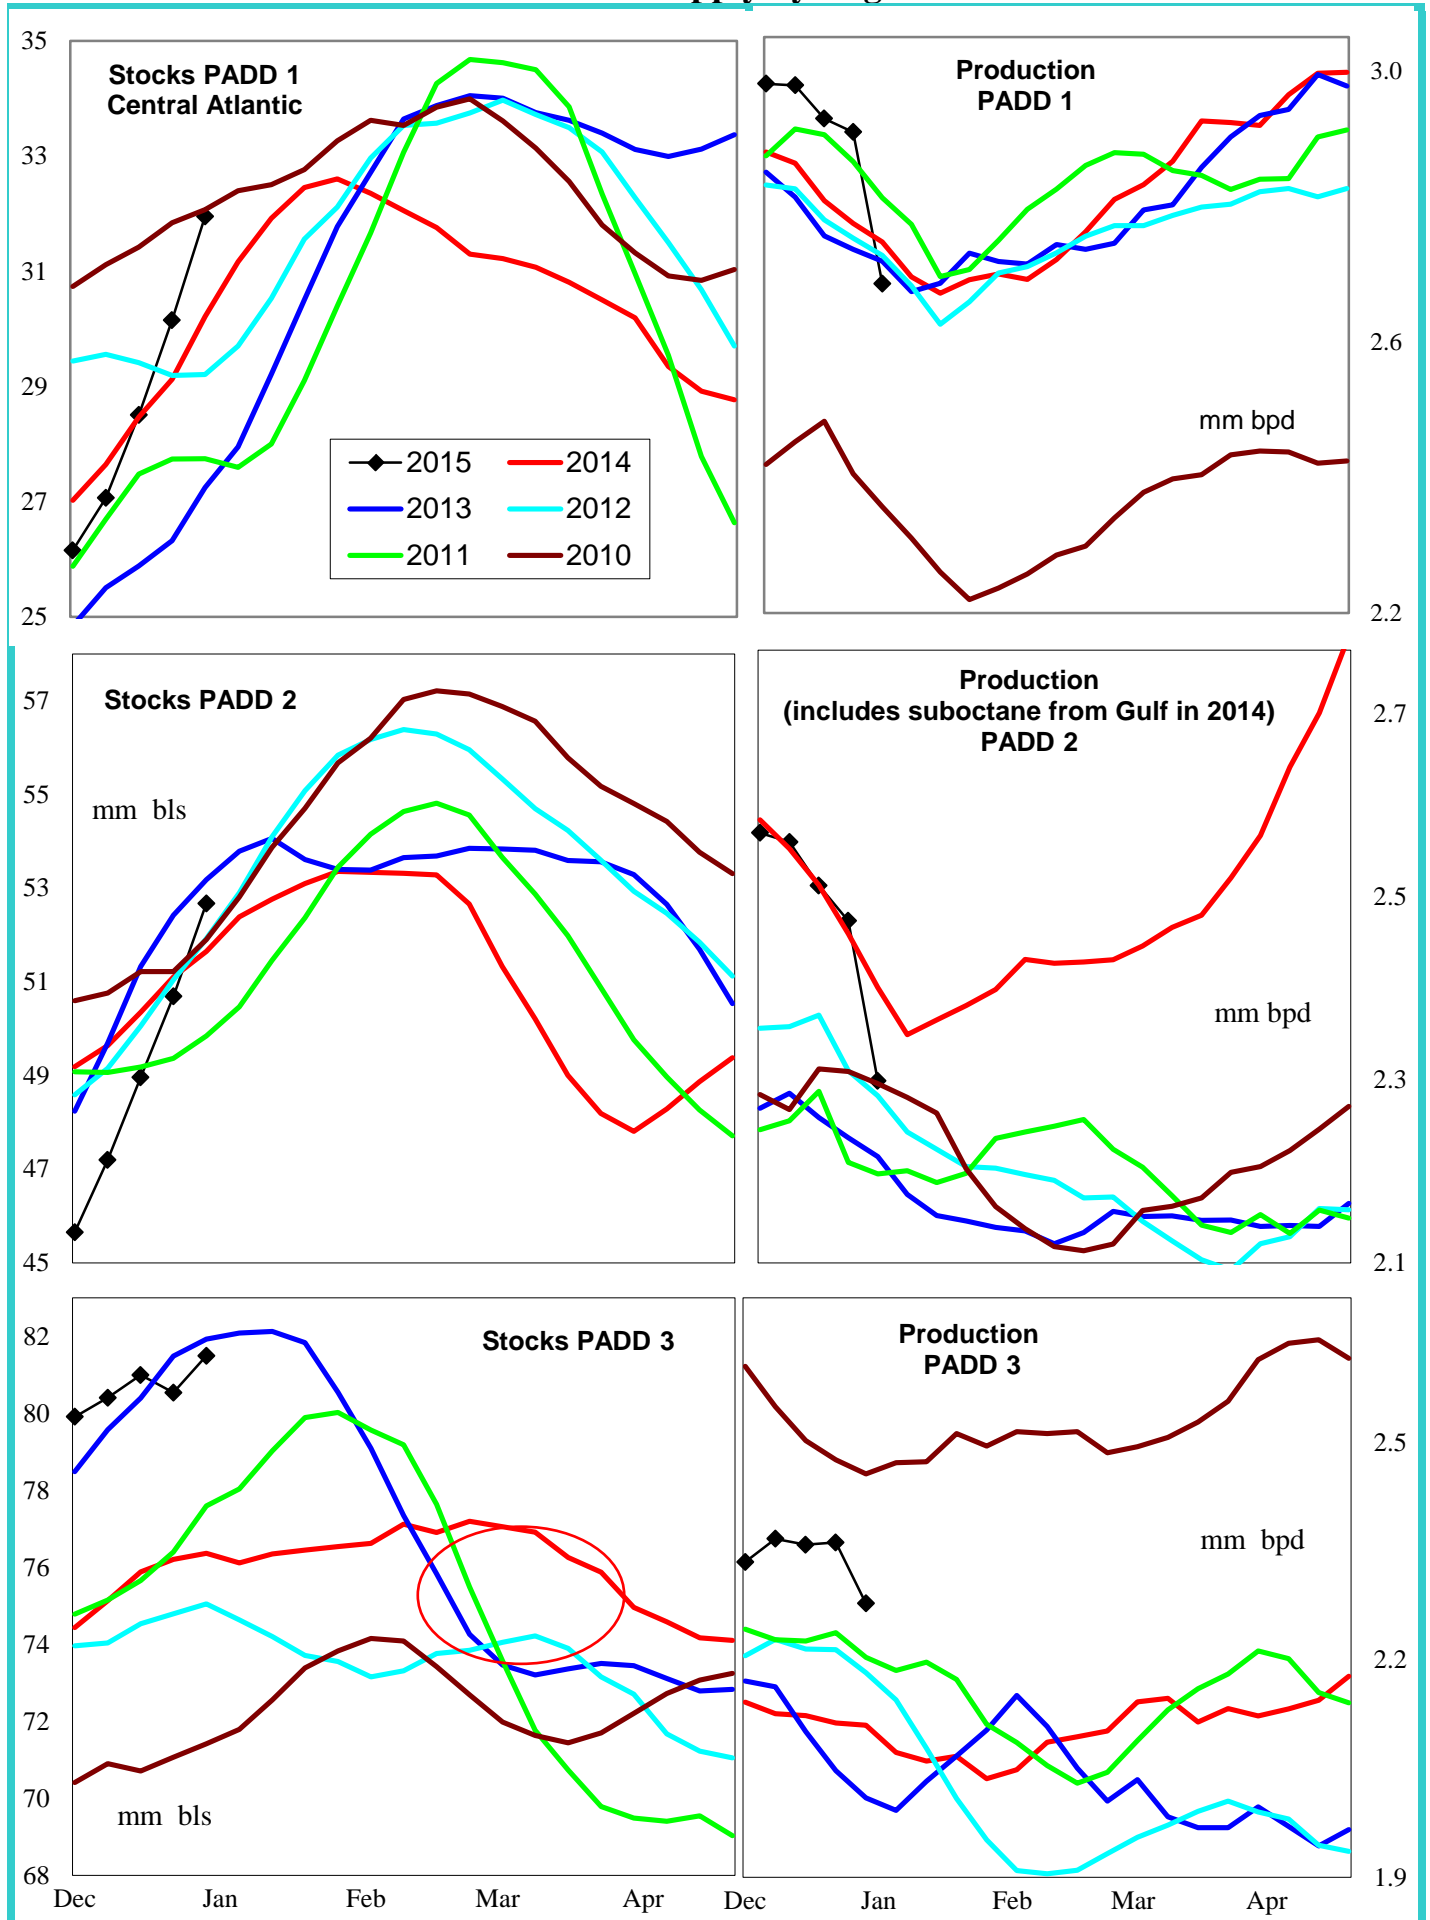 35
33
31
29
27
25
Stocks PADD 1
Central Atlantic
2015
2014
2013
2012
2011
2010
Production
PADD 1
mm bpd
3.0
2.6
2.2
57
55
53
51
49
47
45
Stocks PADD 2
mm bls
Production
(includes suboctane from Gulf in 2014)
PADD 2
mm bpd
2.7
2.5
2.3
2.1
82
80
78
76
74
72
70
68
Stocks PADD 3
mm bls
Dec Jan Feb Mar Apr
Production
PADD 3
mm bpd
2.5
2.2
1.9
Dec Jan Feb Mar Apr